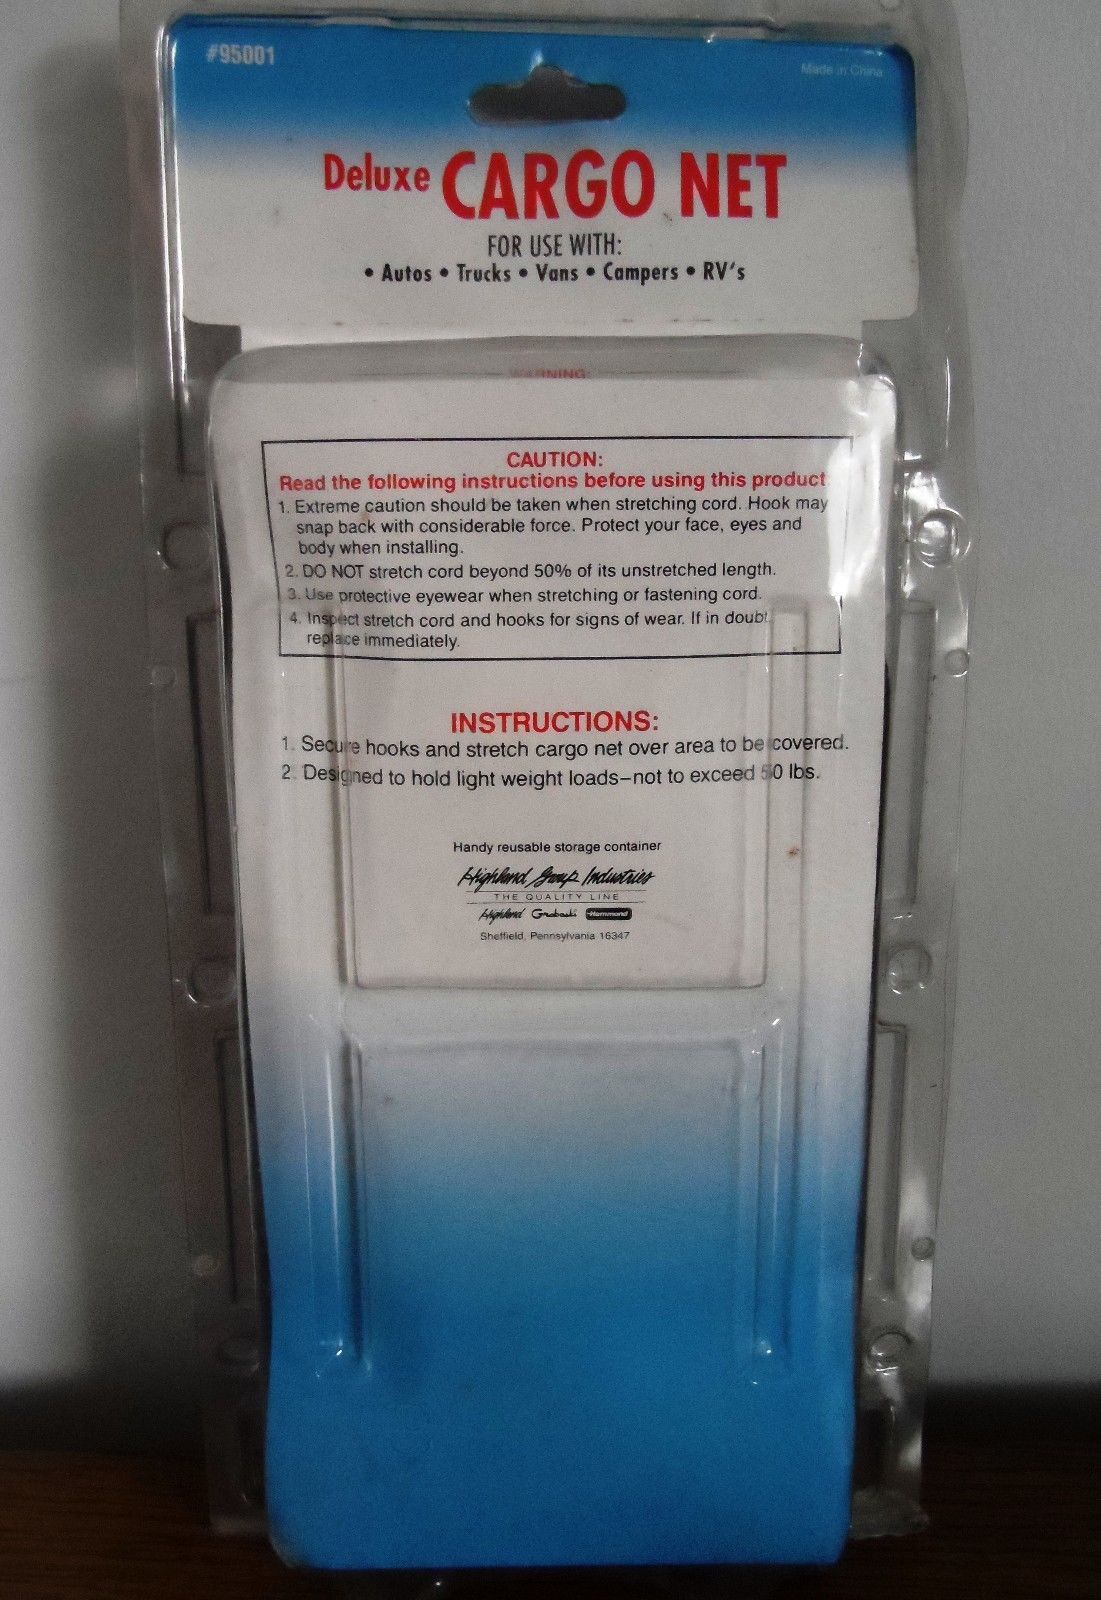 #95001
Made in China
Deluxe CARGO NET
FOR USE WITH:
• Autos • Trucks • Vans • Campers • RV's
WARNING:
CAUTION:
Read the following instructions before using this product
1. Extreme caution should be taken when stretching cord. Hook may
snap back with considerable force. Protect your face, eyes and
body when installing.
2. DO NOT stretch cord beyond 50% of its unstretched length.
3. Use protective eyewear when stretching or fastening cord.
4. Inspect stretch cord and hooks for signs of wear. If in doubt
replace immediately.
INSTRUCTIONS:
1. Secure hooks and stretch cargo net over area to be covered.
2. Designed to hold light weight loads–not to exceed 50 lbs.
Handy reusable storage container
Highland Group Industries
THE QUALITY LINE
Highland Grabaski Hammond
Sheffield, Pennsylvania 16347